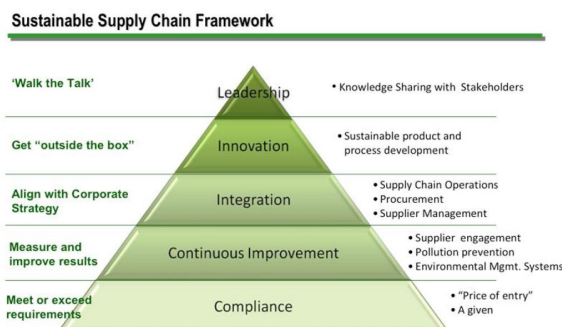 Sustainable Supply Chain Framework
‘Walk the Talk’
Leadership
• Knowledge Sharing with Stakeholders
Get “outside the box”
Innovation
• Sustainable product and
process development
Align with Corporate
Strategy
Integration
• Supply Chain Operations
• Procurement
• Supplier Management
Measure and
improve results
Continuous Improvement
• Supplier engagement
• Pollution prevention
• Environmental Mgmt. Systems
Meet or exceed
requirements
Compliance
• “Price of entry”
• A given